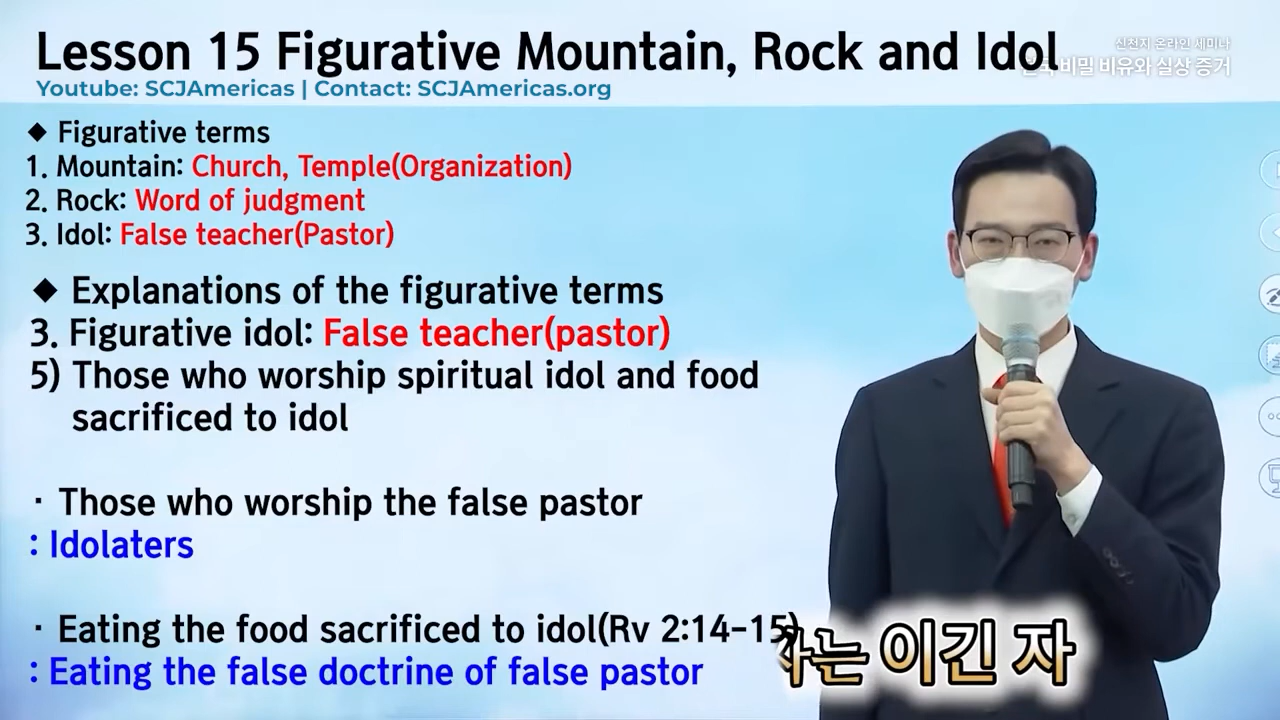 Lesson 15 Figurative Mountain, Rock and Idol
신천지 온라인 세미나
비밀 비유와 실상 증거
Youtube: SCJAmericas | Contact: SCJAmericas.org
◆ Figurative terms
1. Mountain: Church, Temple(Organization)
2. Rock: Word of judgment
3. Idol: False teacher(Pastor)
◆ Explanations of the figurative terms
3. Figurative idol: False teacher(pastor)
5) Those who worship spiritual idol and food
sacrificed to idol
· Those who worship the false pastor
: Idolaters
· Eating the food sacrificed to idol(Rv 2:14-15)
: Eating the false doctrine of false pastor
이긴 자